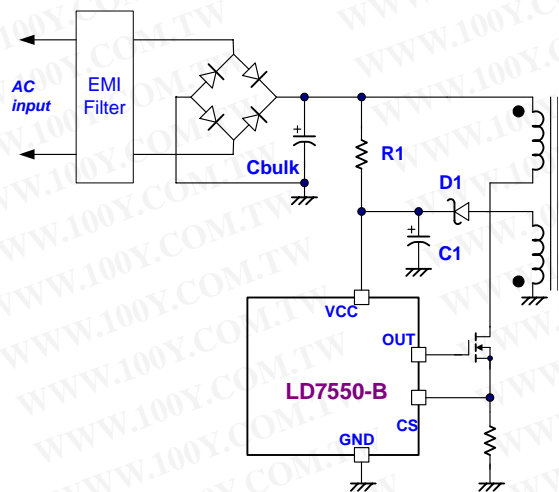 WWW.100Y.COM.TW
AC
input
EMI
Filter
+
Cbulk
R1
D1
+
C1
VCC
OUT
LD7550-B
CS
GND